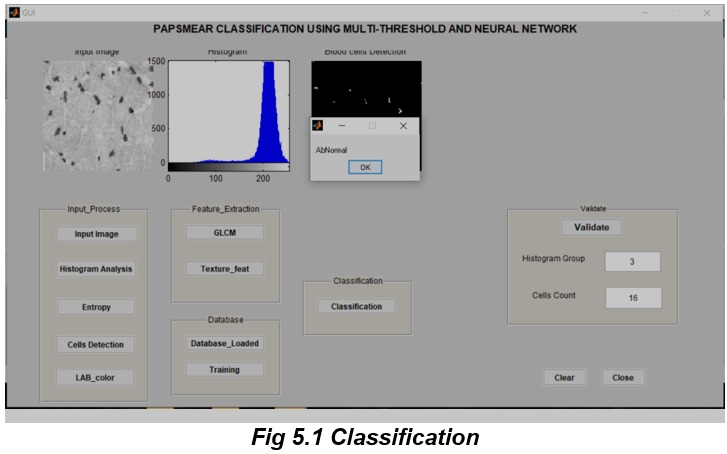 GUI
PAPSMEAR CLASSIFICATION USING MULTI-THRESHOLD AND NEURAL NETWORK
Input Image
Histogram
Blood cells Detection
1500
1000
500
0
0 100 200
AbNormal
OK
Input_Process
Input Image
Histogram Analysis
Entropy
Cells Detection
LAB_color
Feature_Extraction
GLCM
Texture_feat
Database
Database_Loaded
Training
Classification
Classification
Validate
Validate
Histogram Group 3
Cells Count 16
Clear Close
Fig 5.1 Classification